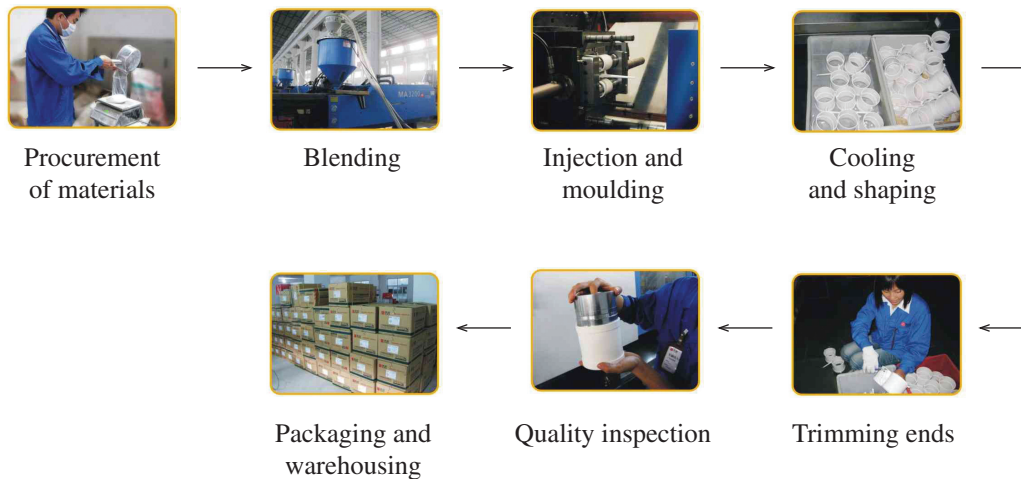 Procurement
of materials
Blending
Injection and
moulding
Cooling
and shaping
Trimming ends
Quality inspection
Packaging and
warehousing